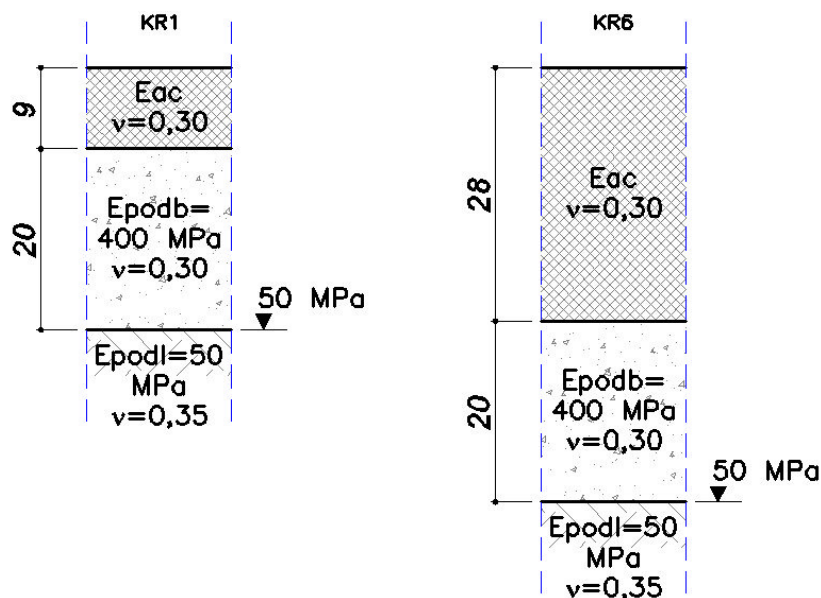 KR1
9
Eac
ν=0,30
20
Epodb=
400 MPa
ν=0,30
50 MPa
Epodl=50
MPa
ν=0,35
KR6
28
Eac
ν=0,30
20
Epodb=
400 MPa
ν=0,30
50 MPa
Epodl=50
MPa
ν=0,35